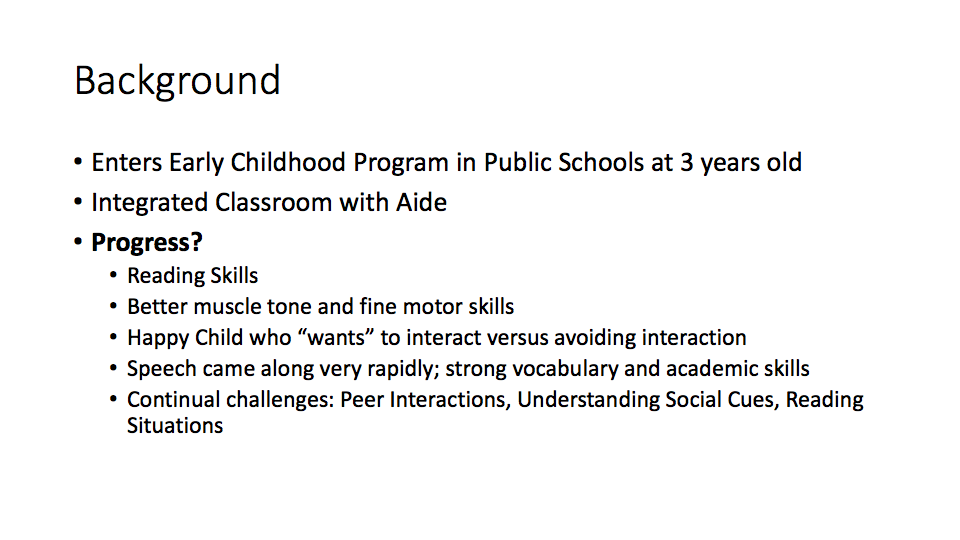 Background
• Enters Early Childhood Program in Public Schools at 3 years old
• Integrated Classroom with Aide
• Progress?
• Reading Skills
• Better muscle tone and fine motor skills
• Happy Child who “wants” to interact versus avoiding interaction
• Speech came along very rapidly; strong vocabulary and academic skills
• Continual challenges: Peer Interactions, Understanding Social Cues, Reading
Situations